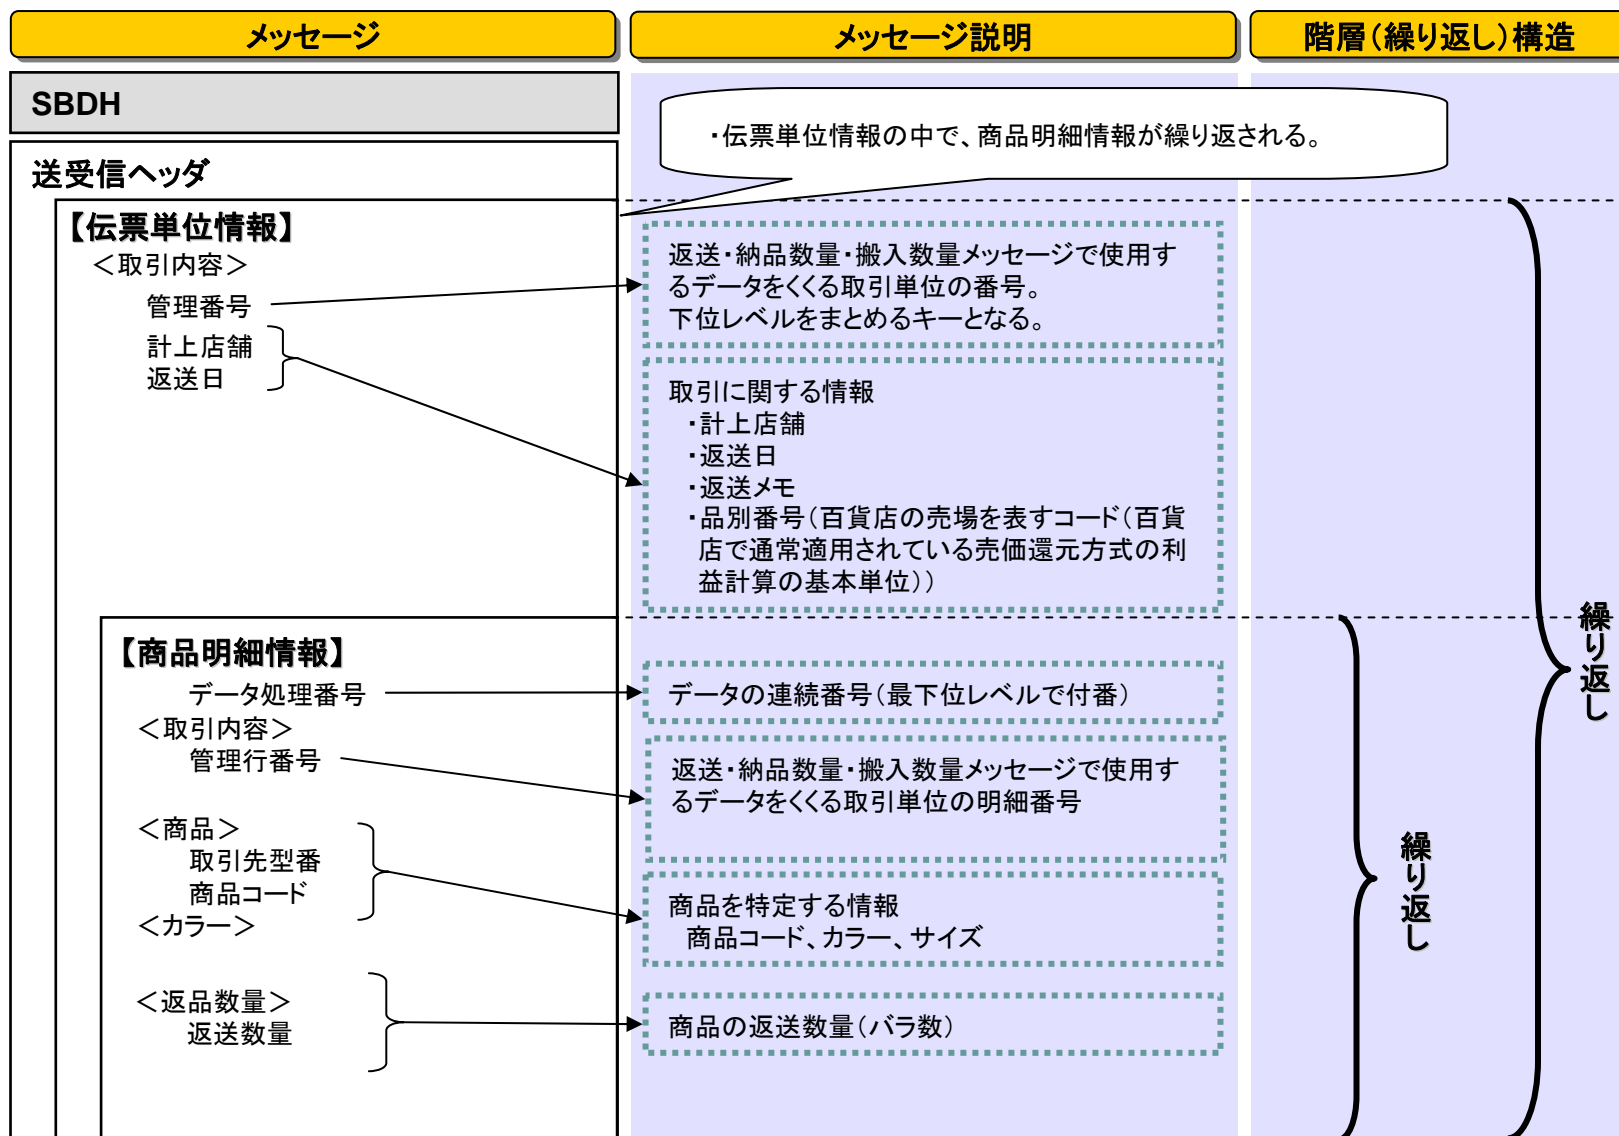 メッセージ
メッセージ説明
階層（繰り返し）構造
SBDH
・伝票単位情報の中で、商品明細情報が繰り返される。
送受信ヘッダ
【伝票単位情報】
＜取引内容＞
管理番号
計上店舗
返送日
返送・納品数量・搬入数量メッセージで使用す
るデータをくくる取引単位の番号。
下位レベルをまとめるキーとなる。
取引に関する情報
・計上店舗
・返送日
・返送メモ
・品別番号（百貨店の売場を表すコード（百貨
店で通常適用されている売価還元方式の利
益計算の基本単位））
【商品明細情報】
データ処理番号
＜取引内容＞
管理行番号
＜商品＞
取引先型番
商品コード
＜カラー＞
＜返品数量＞
返送数量
データの連続番号（最下位レベルで付番）
返送・納品数量・搬入数量メッセージで使用す
るデータをくくる取引単位の明細番号
商品を特定する情報
商品コード、カラー、サイズ
商品の返送数量（バラ数）
繰り返し
繰り返し